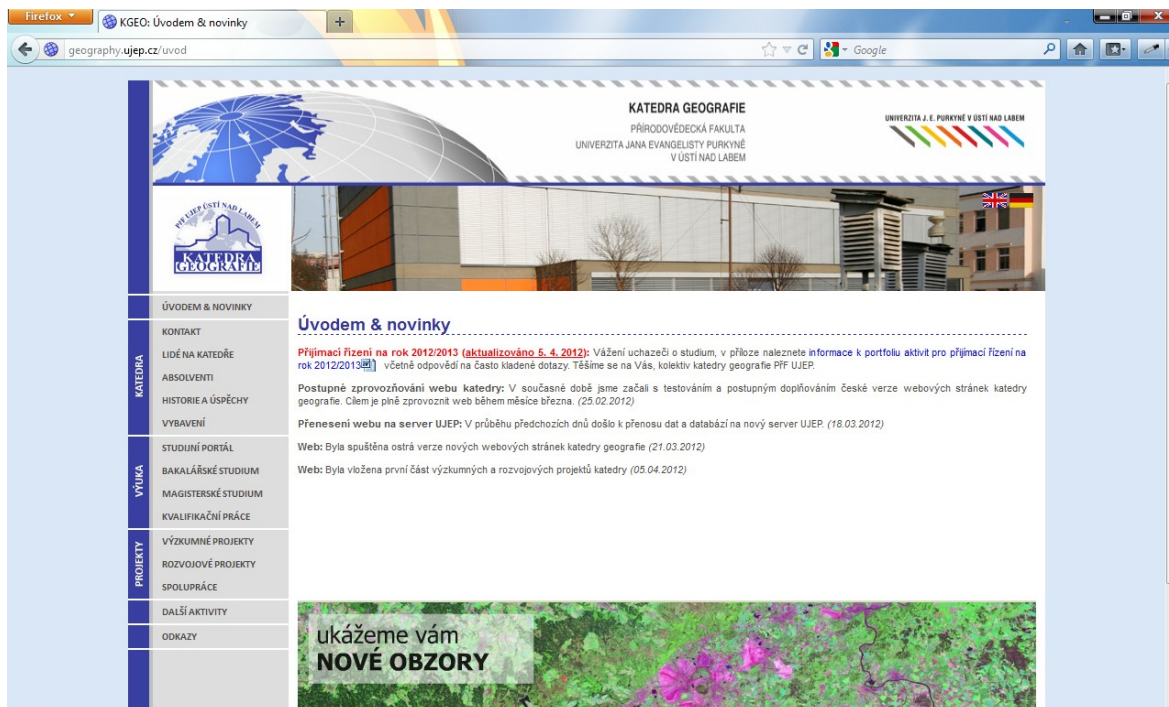 Firefox
KGEO: Úvodem & novinky
geography.ujep.cz/uvod
Google
KATEDRA GEOGRAFIE
PŘÍRODOVĚDECKÁ FAKULTA
UNIVERZITA JANA EVANGELISTY PURKYNĚ
V ÚSTÍ NAD LABEM
UNIVERZITA J. E. PURKYNĚ V ÚSTÍ NAD LABEM
PŘF UJEP ÚSTÍ NAD LABEM
KATEDRA
GEOGRAFIE
ÚVODEM & NOVINKY
KATEDRA
KONTAKT
LIDÉ NA KATEDŘE
ABSOLVENTI
HISTORIE A ÚSPĚCHY
VYBAVENÍ
VÝUKA
STUDIJNÍ PORTÁL
BAKALÁŘSKÉ STUDIUM
MAGISTERSKÉ STUDIUM
KVALIFIKAČNÍ PRÁCE
PROJEKTY
VÝZKUMNÉ PROJEKTY
ROZVOJOVÉ PROJEKTY
SPOLUPRÁCE
DALŠÍ AKTIVITY
ODKAZY
Úvodem & novinky
Přijímací řízení na rok 2012/2013 (aktualizováno 5. 4. 2012): Vážení uchazeči o studium, v příloze naleznete informace k portfoliu aktivit pro přijímací řízení na
rok 2012/2013 včetně odpovědí na často kladené dotazy. Těšíme se na Vás, kolektiv katedry geografie PřF UJEP.
Postupné zprovozňování webu katedry: V současné době jsme začali s testováním a postupným doplňováním české verze webových stránek katedry
geografie. Cílem je plně zprovoznit web během měsíce března. (25.02.2012)
Přenesení webu na server UJEP: V průběhu předchozích dnů došlo k přenosu dat a databází na nový server UJEP. (18.03.2012)
Web: Byla spuštěna ostrá verze nových webových stránek katedry geografie (21.03.2012)
Web: Byla vložena první část výzkumných a rozvojových projektů katedry (05.04.2012)
ukážeme vám
NOVÉ OBZORY